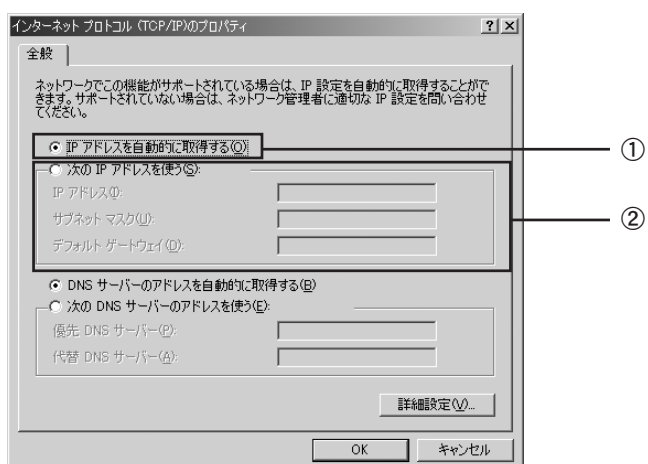 インターネット プロトコル (TCP/IP)のプロパティ
全般
ネットワークでこの機能がサポートされている場合は、IP 設定を自動的に取得することがで
きます。サポートされていない場合は、ネットワーク管理者に適切な IP 設定を問い合わせ
てください。
IP アドレスを自動的に取得する(O)
①
次の IP アドレスを使う(S):
IP アドレス(I):
サブネット マスク(U):
②
デフォルト ゲートウェイ(D):
DNS サーバーのアドレスを自動的に取得する(B)
次の DNS サーバーのアドレスを使う(E):
優先 DNS サーバー(P):
代替 DNS サーバー(A):
詳細設定(V)...
OK
キャンセル